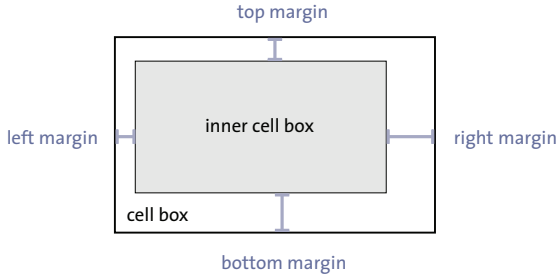 top margin
inner cell box
left margin
right margin
cell box
bottom margin